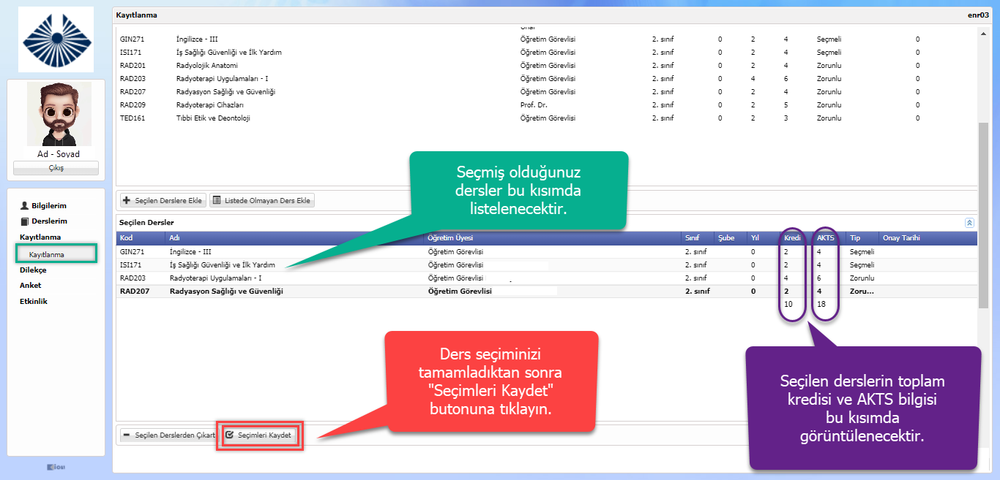 Kayıtlanma enr03
Ünal
GIN271 İngilizce - III Öğretim Görevlisi 2. sınıf 0 2 4 Seçmeli 0
ISI171 İş Sağlığı Güvenliği ve İlk Yardım Öğretim Görevlisi 2. sınıf 0 2 4 Seçmeli 0
RAD201 Radyolojik Anatomi Öğretim Görevlisi 2. sınıf 0 2 4 Zorunlu 0
RAD203 Radyoterapi Uygulamaları - I Öğretim Görevlisi 2. sınıf 0 4 6 Zorunlu 0
RAD207 Radyasyon Sağlığı ve Güvenliği Öğretim Görevlisi 2. sınıf 0 2 4 Zorunlu 0
RAD209 Radyoterapi Cihazları Prof. Dr. 2. sınıf 0 2 5 Zorunlu 0
TED161 Tıbbi Etik ve Deontoloji Öğretim Görevlisi 2. sınıf 0 2 3 Zorunlu 0
Ad - Soyad
Çıkış
Bilgilerim
Derslerim
Kayıtlanma
Kayıtlanma
Dilekçe
Anket
Etkinlik
Seçmiş olduğunuz
dersler bu kısımda
listelenecektir.
Seçilen Derslere Ekle Listede Olmayan Ders Ekle
Seçilen Dersler
Kod Adı Öğretim Üyesi Sınıf Şube Yıl Kredi AKTS Tip Onay Tarihi
GIN271 İngilizce - III Öğretim Görevlisi 2. sınıf 0 2 4 Seçmeli
ISI171 İş Sağlığı Güvenliği ve İlk Yardım Öğretim Görevlisi 2. sınıf 0 2 4 Seçmeli
RAD203 Radyoterapi Uygulamaları - I Öğretim Görevlisi 2. sınıf 0 4 6 Zorunlu
RAD207 Radyasyon Sağlığı ve Güvenliği Öğretim Görevlisi 2. sınıf 0 2 4 Zoru...
10 18
Ders seçiminizi
tamamladıktan sonra
"Seçimleri Kaydet"
butonuna tıklayın.
Seçilen derslerin toplam
kredisi ve AKTS bilgisi
bu kısımda
görüntülenecektir.
Seçilen Derslerden Çıkart Seçimleri Kaydet